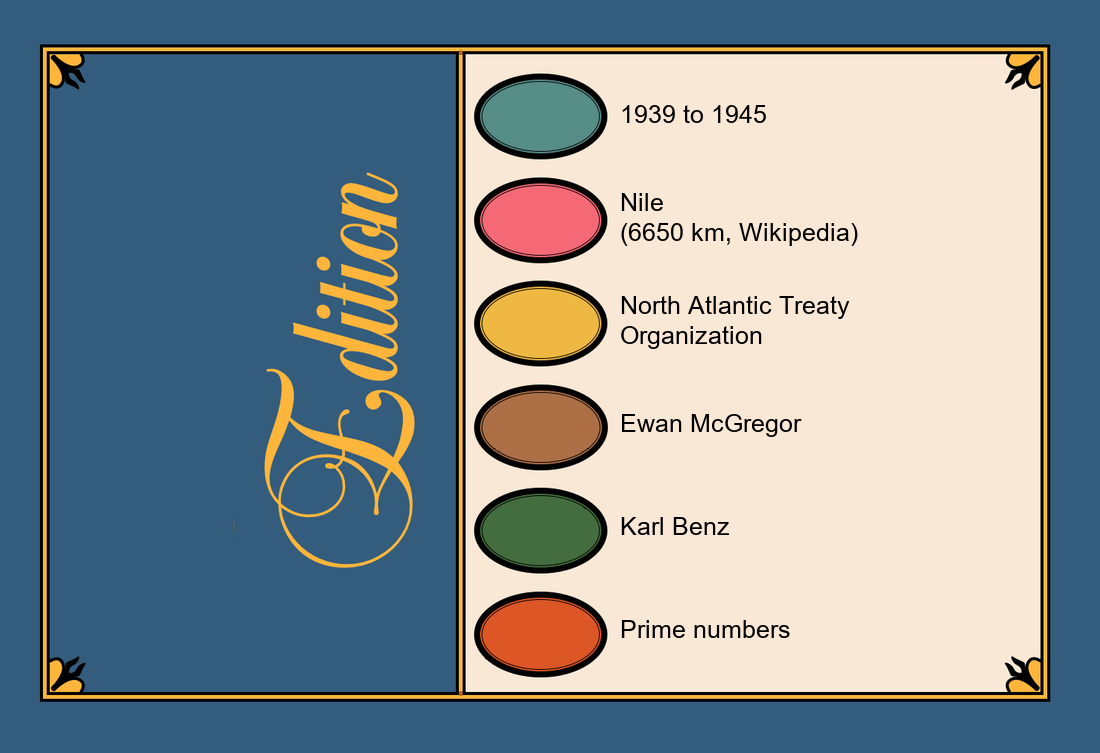 Edition
1939 to 1945
Nile
(6650 km, Wikipedia)
North Atlantic Treaty
Organization
Ewan McGregor
Karl Benz
Prime numbers